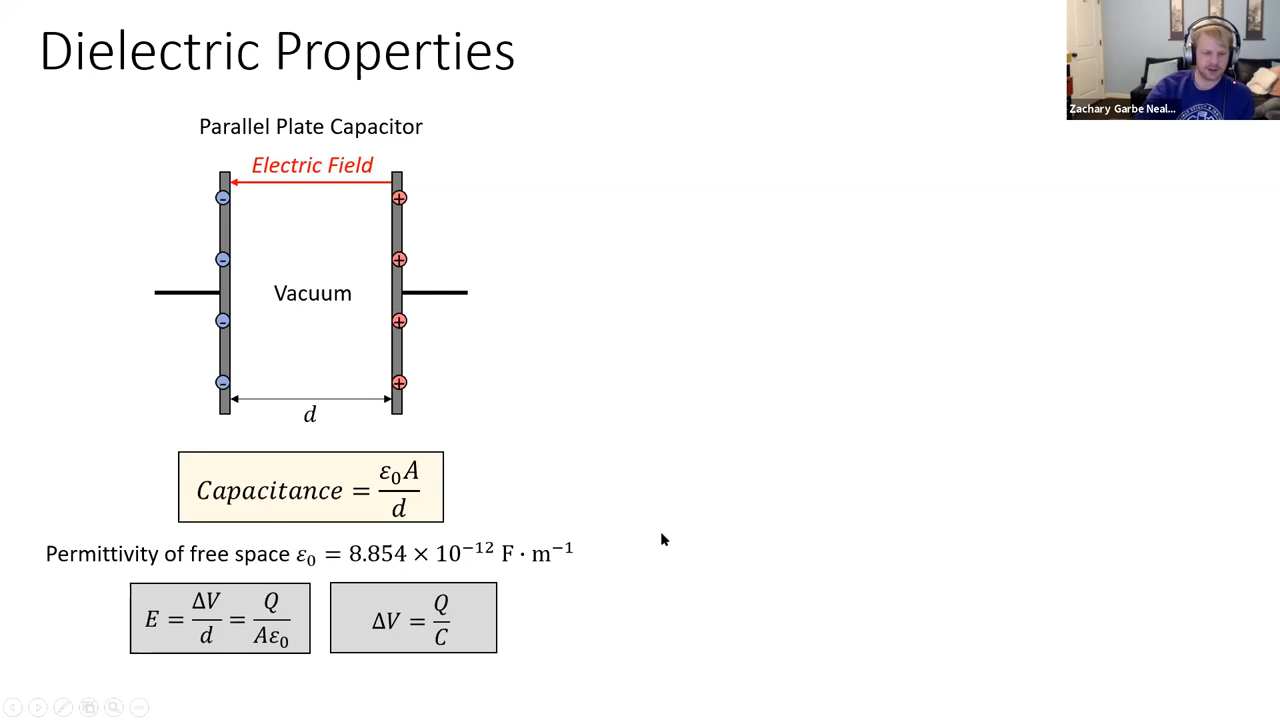 Dielectric Properties
Zachary Garbe Neal...
Parallel Plate Capacitor
Electric Field
- +
- +
Vacuum
- +
- +
d
Capacitance = ε₀A / d
Permittivity of free space ε₀ = 8.854 × 10⁻¹² F · m⁻¹
E = ΔV / d = Q / Aε₀
ΔV = Q / C